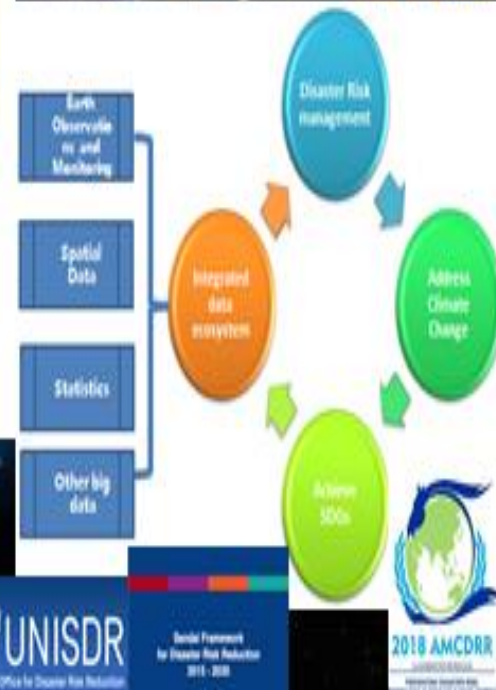 Earth
Observatio
ns and
Monitoring
Spatial
Data
Statistics
Other big
data
Integrated
data
ecosystem
Disaster Risk
management
Address
Climate
Change
Achieve
SDGs
UNISDR
Office for Disaster Risk Reduction
Sendai Framework
for Disaster Risk Reduction
2015 - 2030
2018 AMCDRR